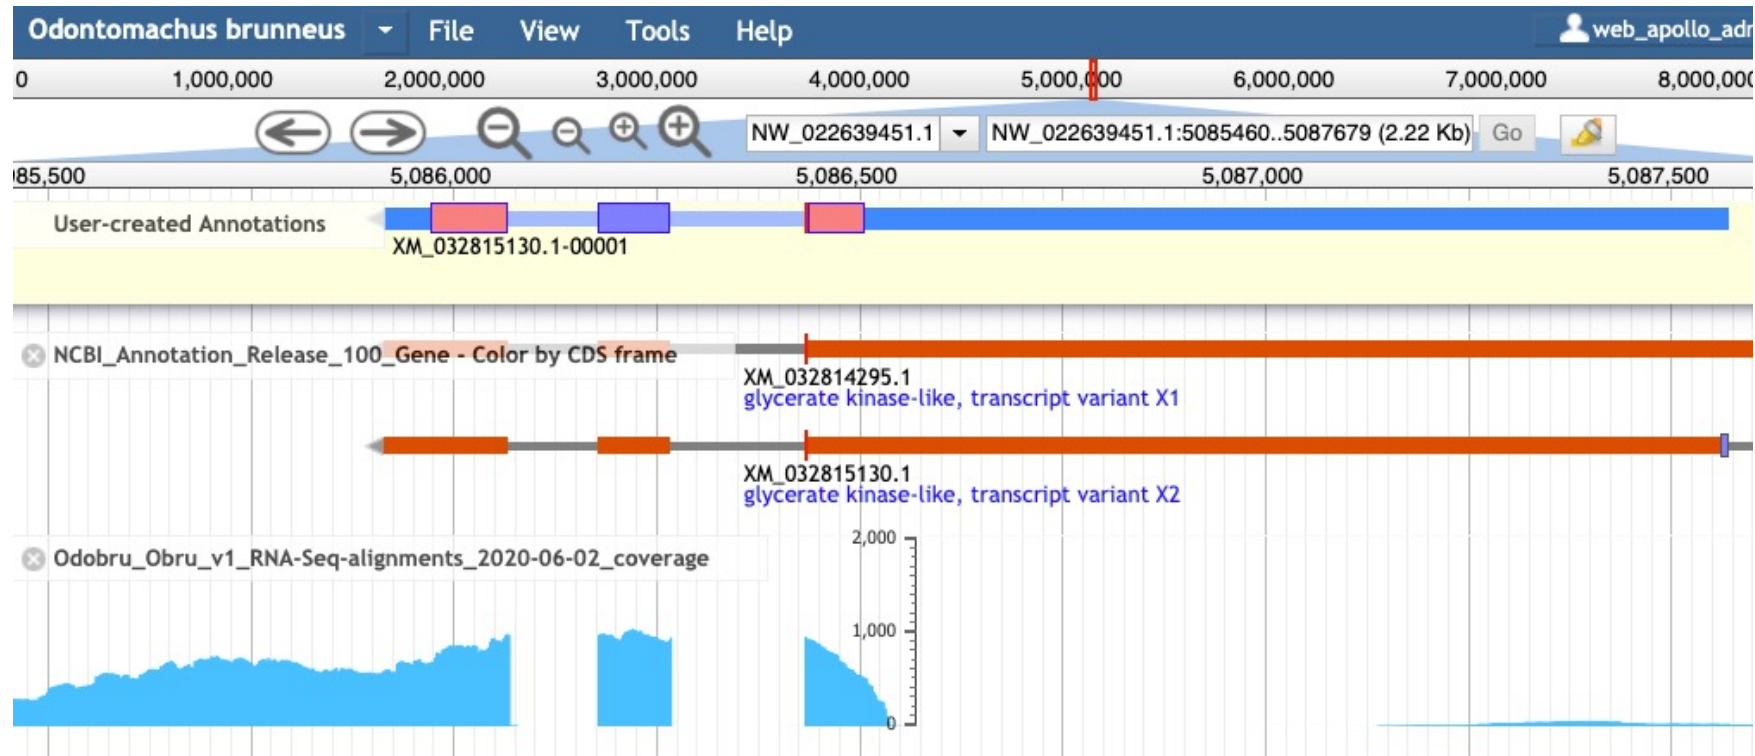 Odontomachus brunneus File View Tools Help web_apollo_adr
0 1,000,000 2,000,000 3,000,000 4,000,000 5,000,000 6,000,000 7,000,000 8,000,000
NW_022639451.1 NW_022639451.1:5085460..5087679 (2.22 Kb) Go
085,500 5,086,000 5,086,500 5,087,000 5,087,500
User-created Annotations
XM_032815130.1-00001
NCBI_Annotation_Release_100_Gene - Color by CDS frame
XM_032814295.1
glycerate kinase-like, transcript variant X1
XM_032815130.1
glycerate kinase-like, transcript variant X2
2,000
Odobru_Obru_v1_RNA-Seq-alignments_2020-06-02_coverage
1,000
0